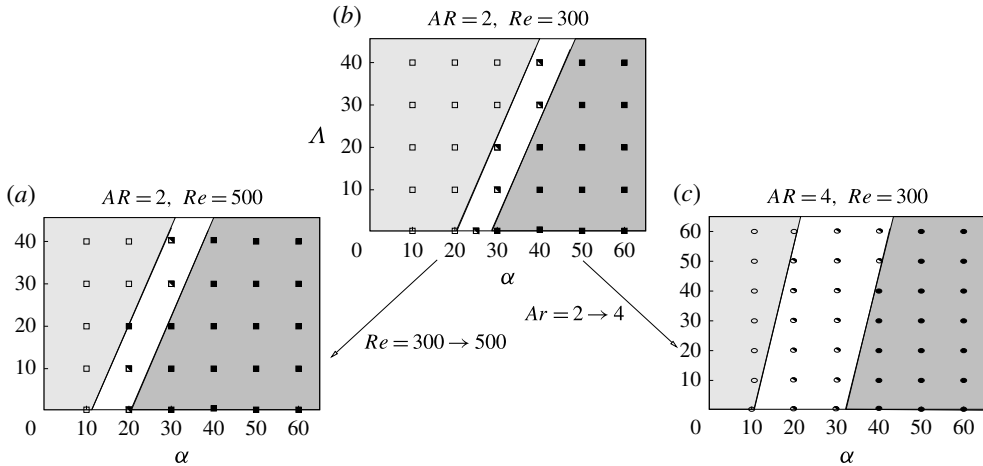 (b)
AR = 2, Re = 300
40
30
20
10
Λ
0 10 20 30 40 50 60
α
(a)
AR = 2, Re = 500
40
30
20
10
0 10 20 30 40 50 60
α
Re = 300 → 500
Ar = 2 → 4
(c)
AR = 4, Re = 300
60
50
40
30
20
10
0 10 20 30 40 50 60
α